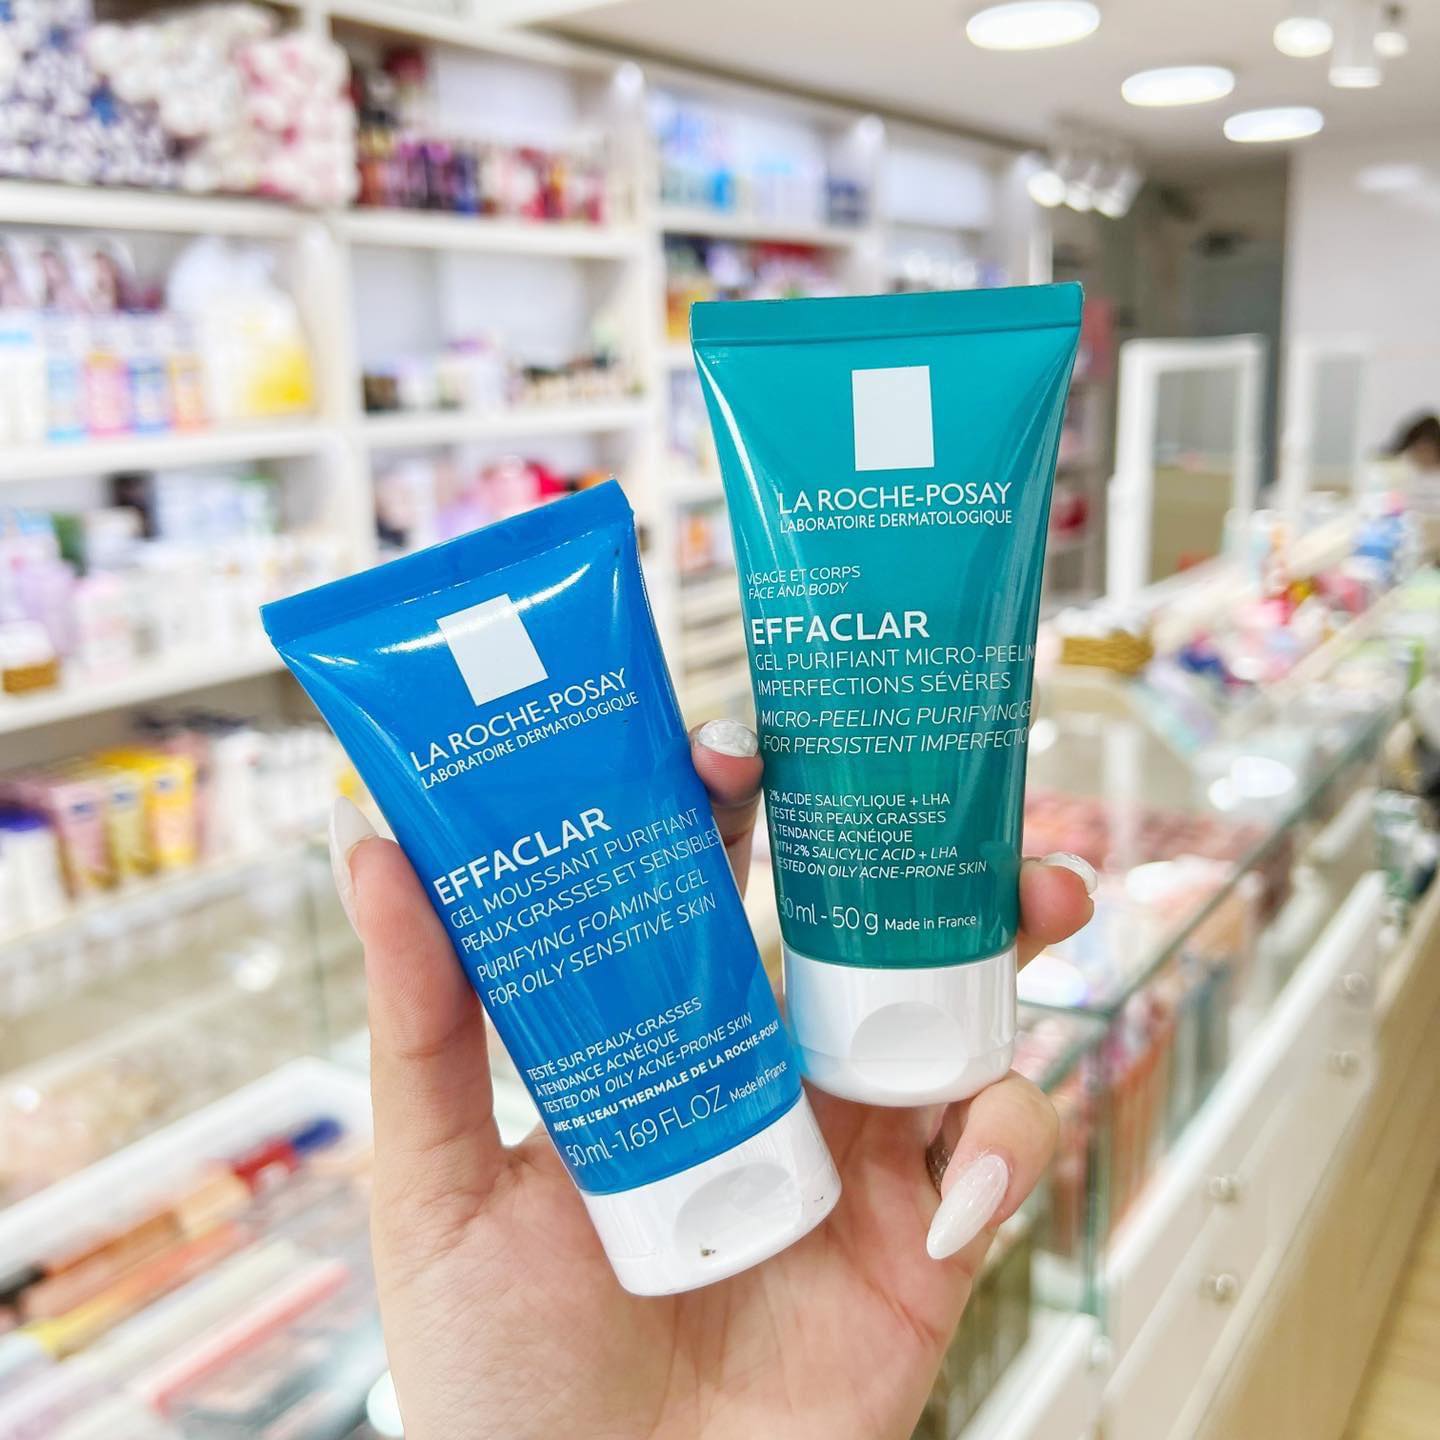 LA ROCHE-POSAY
LABORATOIRE DERMATOLOGIQUE
EFFACLAR
GEL MOUSSANT PURIFIANT
PEAUX GRASSES ET SENSIBLES
PURIFYING FOAMING GEL
FOR OILY SENSITIVE SKIN
TESTÉ SUR PEAUX GRASSES
À TENDANCE ACNÉIQUE
TESTED ON OILY ACNE-PRONE SKIN
AVEC DE L'EAU THERMALE DE LA ROCHE-POSAY
50 ml - 1.69 FL.OZ Made in France
LA ROCHE-POSAY
LABORATOIRE DERMATOLOGIQUE
VISAGE ET CORPS
FACE AND BODY
EFFACLAR
GEL PURIFIANT MICRO-PEELIN
IMPERFECTIONS SÉVÈRES
MICRO-PEELING PURIFYING GE
FOR PERSISTENT IMPERFECTIO
2% ACIDE SALICYLIQUE + LHA
TESTÉ SUR PEAUX GRASSES
À TENDANCE ACNÉIQUE
WITH 2% SALICYLIC ACID + LHA
TESTED ON OILY ACNE-PRONE SKIN
50 ml - 50 g Made in France